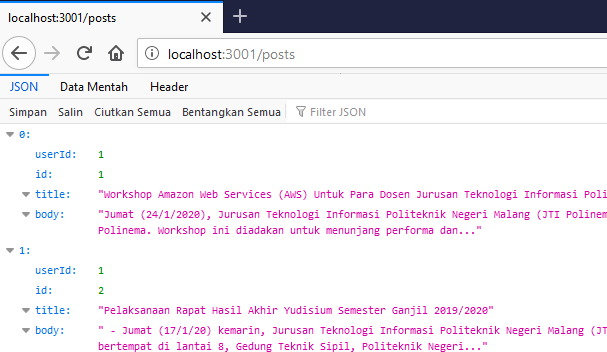 localhost:3001/posts
localhost:3001/posts
JSON Data Mentah Header
Simpan Salin Ciutkan Semua Bentangkan Semua Filter JSON
0:
userId: 1
id: 1
title: "Workshop Amazon Web Services (AWS) Untuk Para Dosen Jurusan Teknologi Informasi Poli
body: "Jumat (24/1/2020), Jurusan Teknologi Informasi Politeknik Negeri Malang (JTI Polinem
Polinema. Workshop ini diadakan untuk menunjang performa dan..."
1:
userId: 1
id: 2
title: "Pelaksanaan Rapat Hasil Akhir Yudisium Semester Ganjil 2019/2020"
body: " - Jumat (17/1/20) kemarin, Jurusan Teknologi Informasi Politeknik Negeri Malang (JT
bertempat di lantai 8, Gedung Teknik Sipil, Politeknik Negeri..."